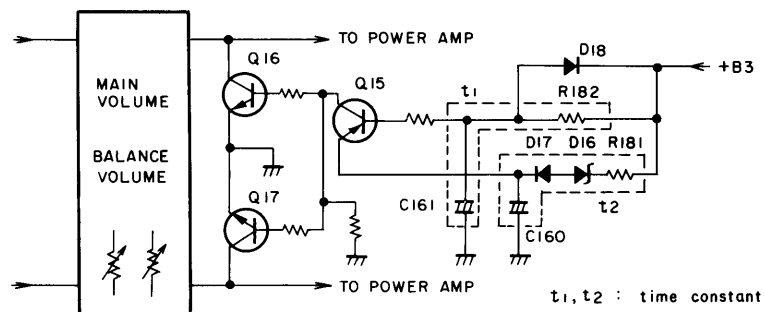 TO POWER AMP
D18
Q16
+B3
MAIN
VOLUME
Q15
t1
R182
BALANCE
VOLUME
D17
D16
R181
Q17
t2
C161
C160
TO POWER AMP
t1, t2 : time constant